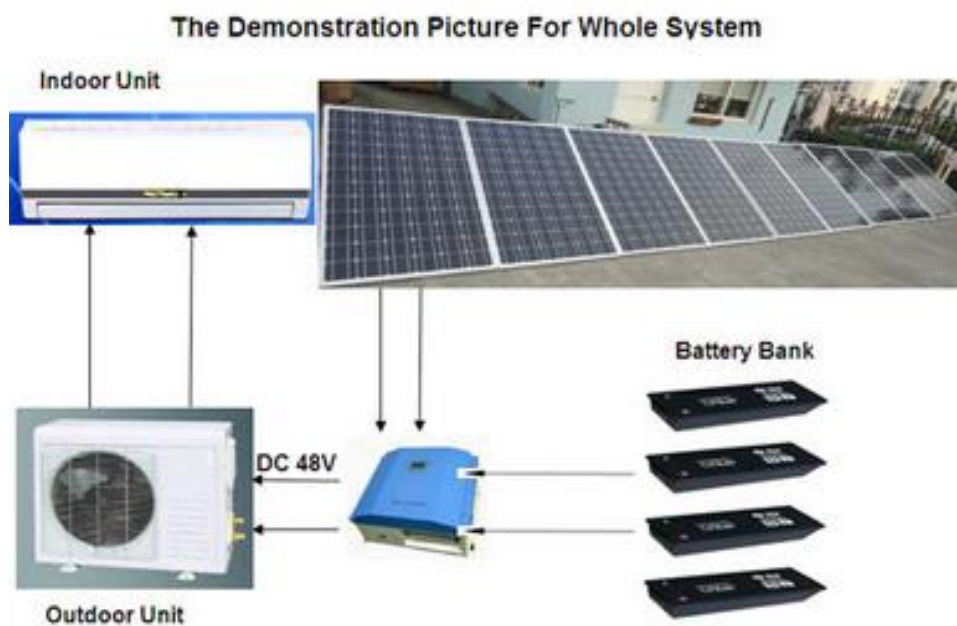 The Demonstration Picture For Whole System
Indoor Unit
Battery Bank
DC 48V
Outdoor Unit